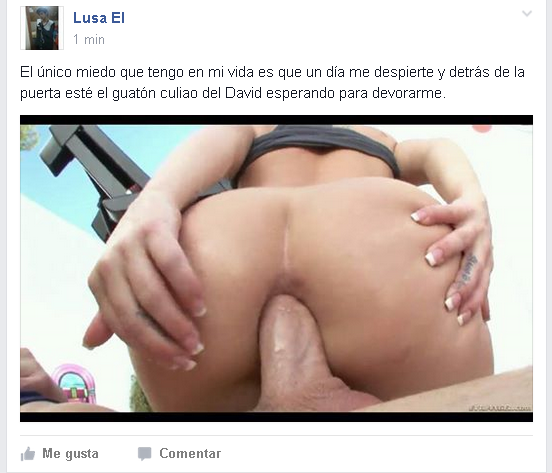 Lusa El
1 min
El único miedo que tengo en mi vida es que un día me despierte y detrás de la
puerta esté el guatón culiao del David esperando para devorarme.
Me gusta
Comentar